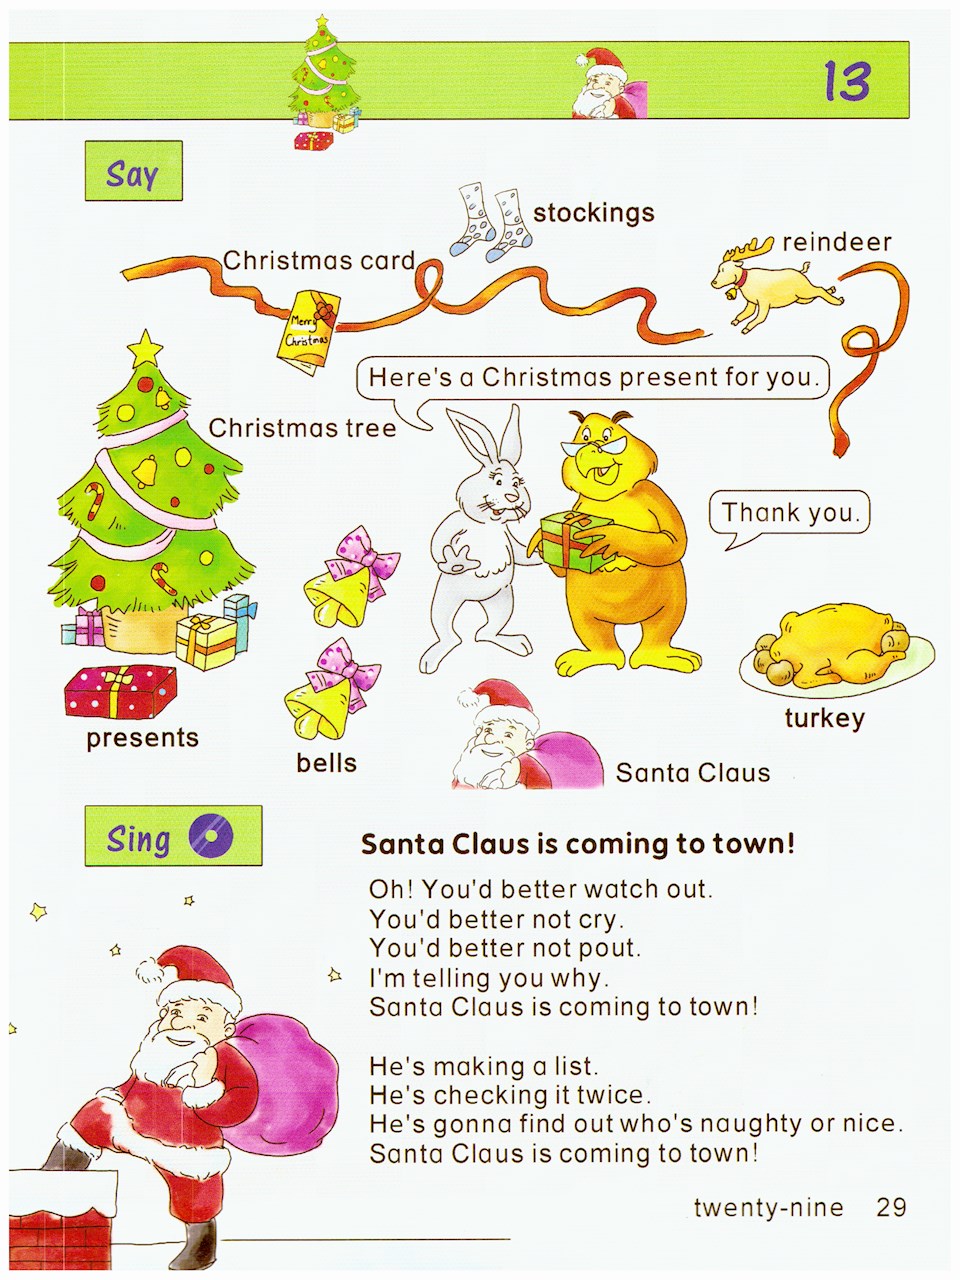 13
Say
stockings
reindeer
Christmas card
Merry
Christmas
Here's a Christmas present for you.
Christmas tree
Thank you.
turkey
presents
bells
Santa Claus
Sing
Santa Claus is coming to town!
Oh! You'd better watch out.
You'd better not cry.
You'd better not pout.
I'm telling you why.
Santa Claus is coming to town!
He's making a list.
He's checking it twice.
He's gonna find out who's naughty or nice.
Santa Claus is coming to town!
twenty-nine 29